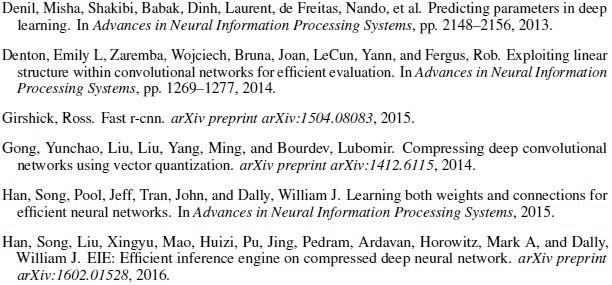 Denil, Misha, Shakibi, Babak, Dinh, Laurent, de Freitas, Nando, et al. Predicting parameters in deep
learning. In Advances in Neural Information Processing Systems, pp. 2148–2156, 2013.
Denton, Emily L, Zaremba, Wojciech, Bruna, Joan, LeCun, Yann, and Fergus, Rob. Exploiting linear
structure within convolutional networks for efficient evaluation. In Advances in Neural Information
Processing Systems, pp. 1269–1277, 2014.
Girshick, Ross. Fast r-cnn. arXiv preprint arXiv:1504.08083, 2015.
Gong, Yunchao, Liu, Liu, Yang, Ming, and Bourdev, Lubomir. Compressing deep convolutional
networks using vector quantization. arXiv preprint arXiv:1412.6115, 2014.
Han, Song, Pool, Jeff, Tran, John, and Dally, William J. Learning both weights and connections for
efficient neural networks. In Advances in Neural Information Processing Systems, 2015.
Han, Song, Liu, Xingyu, Mao, Huizi, Pu, Jing, Pedram, Ardavan, Horowitz, Mark A, and Dally,
William J. EIE: Efficient inference engine on compressed deep neural network. arXiv preprint
arXiv:1602.01528, 2016.